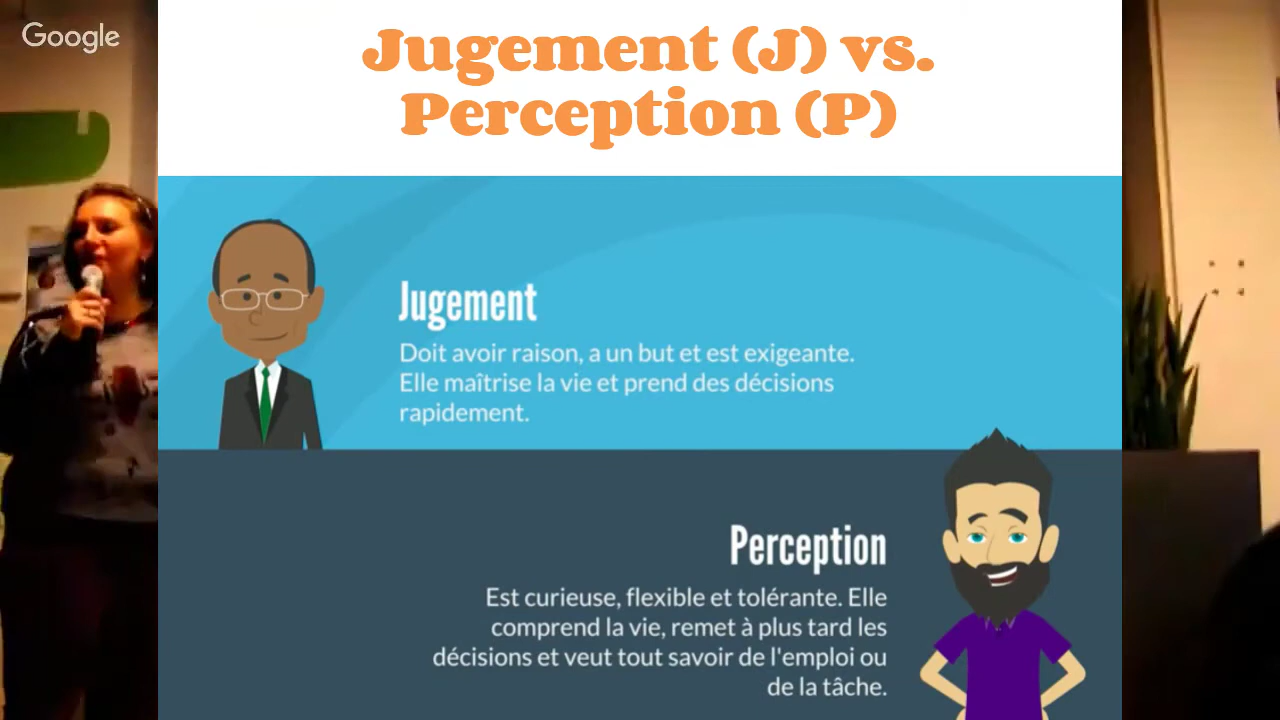 Google
Jugement (J) vs.
Perception (P)
Jugement
Doit avoir raison, a un but et est exigeante.
Elle maîtrise la vie et prend des décisions
rapidement.
Perception
Est curieuse, flexible et tolérante. Elle
comprend la vie, remet à plus tard les
décisions et veut tout savoir de l'emploi ou
de la tâche.